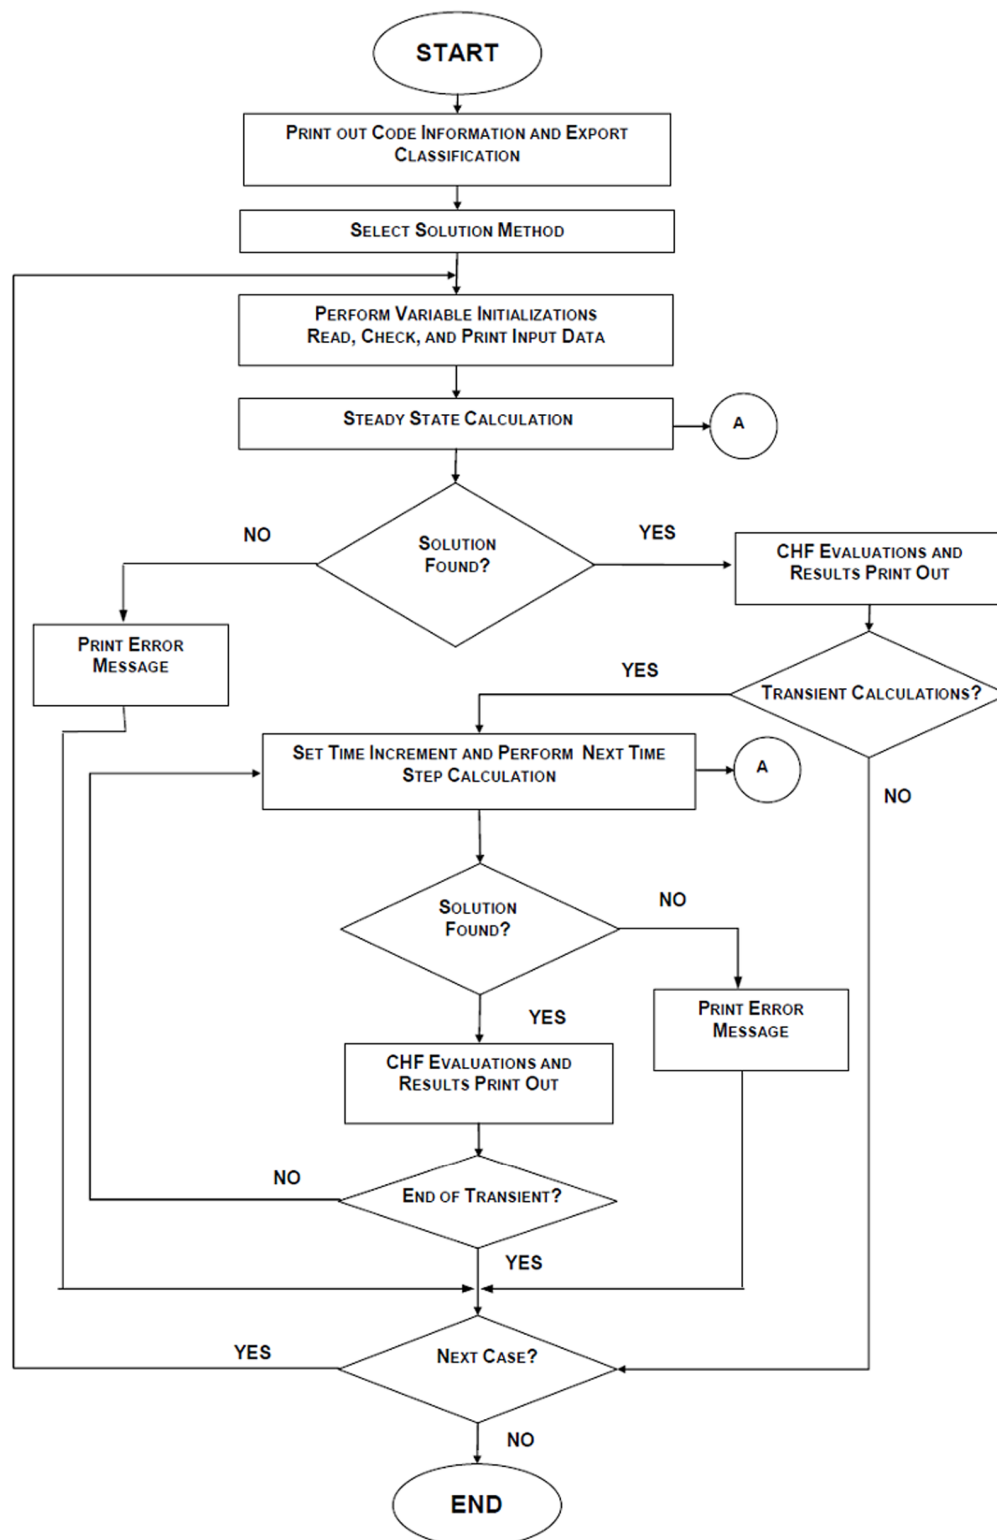 START
PRINT OUT CODE INFORMATION AND EXPORT
CLASSIFICATION
SELECT SOLUTION METHOD
PERFORM VARIABLE INITIALIZATIONS
READ, CHECK, AND PRINT INPUT DATA
STEADY STATE CALCULATION
A
NO
YES
SOLUTION
FOUND?
CHF EVALUATIONS AND
RESULTS PRINT OUT
PRINT ERROR
MESSAGE
YES
TRANSIENT CALCULATIONS?
SET TIME INCREMENT AND PERFORM NEXT TIME
STEP CALCULATION
A
NO
SOLUTION
FOUND?
NO
YES
PRINT ERROR
MESSAGE
CHF EVALUATIONS AND
RESULTS PRINT OUT
NO
END OF TRANSIENT?
YES
YES
NEXT CASE?
NO
END